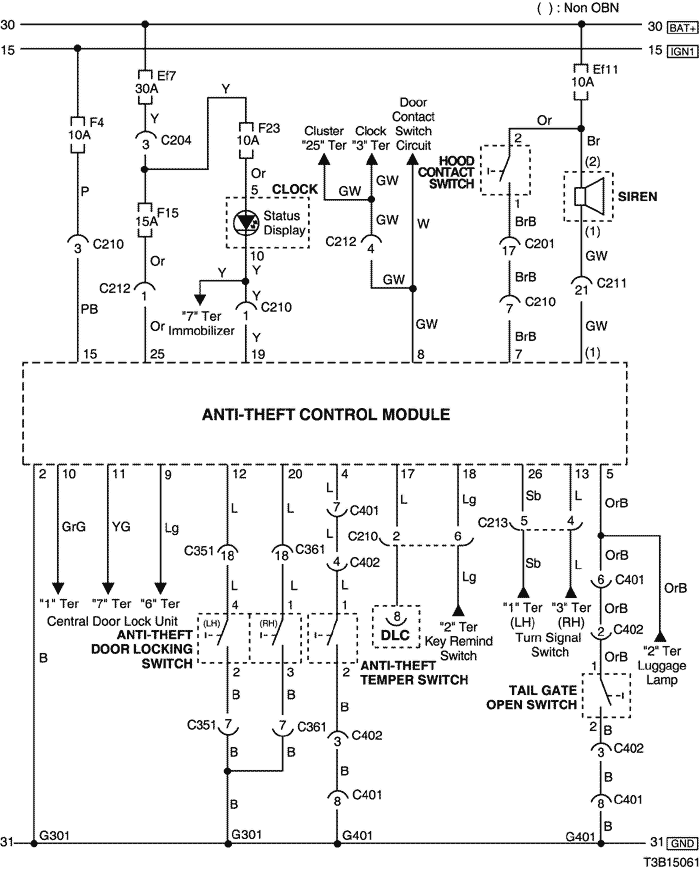 ( ) : Non OBN
30
30 BAT+
15
15 IGN1
Ef7
30A
Ef11
10A
Y
Y
Y
F4
10A
3 C204
F23
10A
Cluster
"25" Ter
Clock
"3" Ter
Door
Contact
Switch
Circuit
Or
2
HOOD
CONTACT
SWITCH
Br
(2)
P
Or
5 CLOCK
GW
GW
SIREN
F15
15A
Status
Display
GW
W
1
BrB
(1)
3 C210
Or
10
C212 4
17 C201
GW
C212 1
Y
Y
Y
GW
BrB
21 C211
PB
"7" Ter
Immobilizer
1 C210
7 C210
Or
Y
GW
BrB
GW
15
25
19
8
7
(1)
ANTI-THEFT CONTROL MODULE
2
10
11
9
12
20
4
17
18
26
13
5
L
L
L
L
Lg
Sb
L
OrB
7 C401
GrG
YG
Lg
C210 2
6
C213 5
4
C351 18
18 C361
4 C402
OrB
OrB
L
L
L
Lg
Sb
L
6 C401
"1" Ter
"7" Ter
"6" Ter
Central Door Lock Unit
4
1
1
8
DLC
"2" Ter
Key Remind
Switch
"1" Ter
(LH)
"3" Ter
(RH)
Turn Signal
Switch
OrB
2 C402
(LH)
(RH)
ANTI-THEFT
DOOR LOCKING
SWITCH
B
2
3
2
ANTI-THEFT
TEMPER SWITCH
OrB
1
"2" Ter
Luggage
Lamp
TAIL GATE
OPEN SWITCH
B
B
B
2
B
C351 7
7 C361
3 C402
3 C402
B
B
B
B
B
8 C401
8 C401
B
31
G301
G301
G401
G401
31 GND
T3B15061